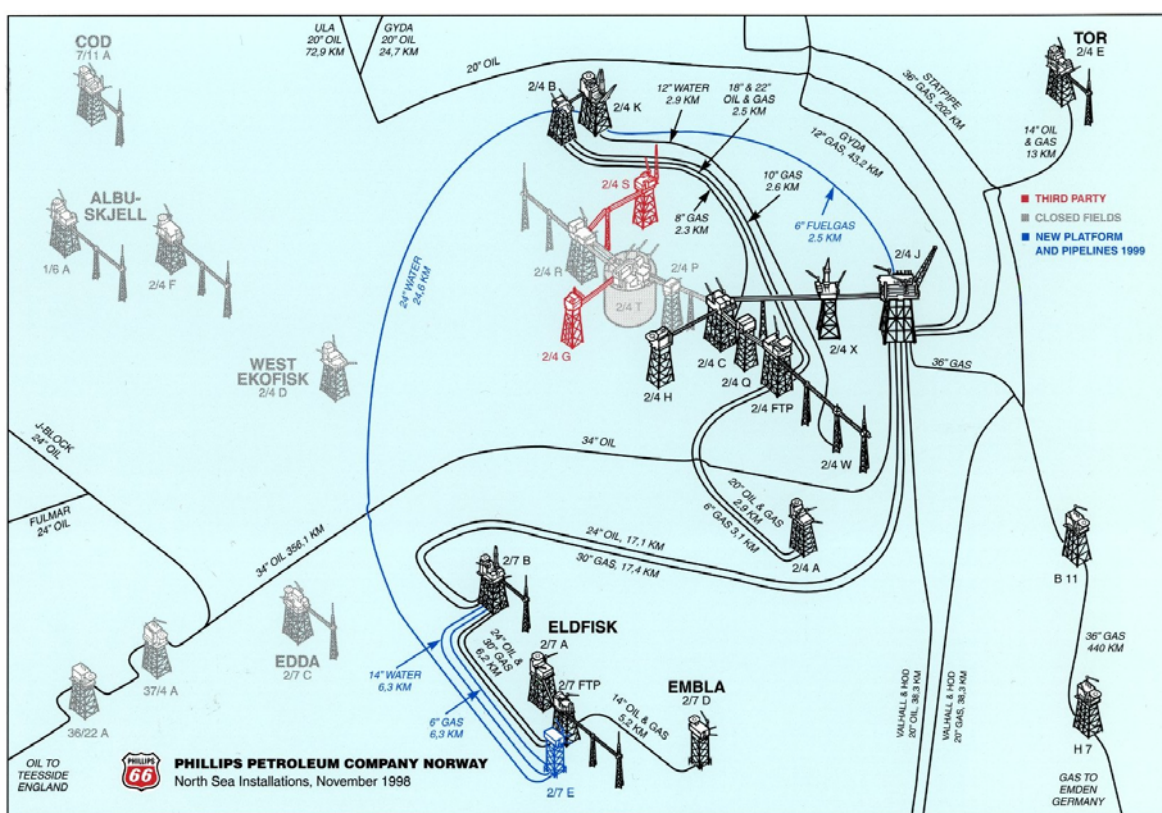 COD
7/11 A
ULA
20" OIL
72,9 KM
GYDA
20" OIL
24,7 KM
20" OIL
2/4 B
2/4 K
12" WATER
2.9 KM
18" & 22"
OIL & GAS
2.5 KM
STATPIPE
36" GAS, 202 KM
TOR
2/4 E
GYDA
12" GAS, 43.2 KM
14" OIL
& GAS
13 KM
10" GAS
2.6 KM
8" GAS
2.3 KM
6" FUELGAS
2.5 KM
THIRD PARTY
CLOSED FIELDS
NEW PLATFORM
AND PIPELINES 1999
ALBU-
SKJELL
1/6 A
2/4 F
2/4 S
2/4 R
2/4 P
2/4 T
2/4 G
2/4 J
2/4 X
2/4 H
2/4 C
2/4 Q
2/4 FTP
2/4 W
24" WATER
24,6 KM
WEST
EKOFISK
2/4 D
36" GAS
J-BLOCK
24" OIL
FULMAR
24" OIL
34" OIL
34" OIL 356,1 KM
20" OIL & GAS
2.9 KM
6" GAS 3,1 KM
2/4 A
24" OIL, 17.1 KM
30" GAS, 17,4 KM
B 11
2/7 B
EDDA
2/7 C
37/4 A
36/22 A
24" OIL &
30" GAS
6,2 KM
ELDFISK
2/7 A
2/7 FTP
14" WATER
6,3 KM
6" GAS
6,3 KM
14" OIL & GAS
5,2 KM
EMBLA
2/7 D
2/7 E
36" GAS
440 KM
VALHALL & HOD
20" OIL, 38,3 KM
VALHALL & HOD
20" GAS, 38,3 KM
H 7
OIL TO
TEESSIDE
ENGLAND
PHILLIPS
66
PHILLIPS PETROLEUM COMPANY NORWAY
North Sea Installations, November 1998
GAS TO
EMDEN
GERMANY